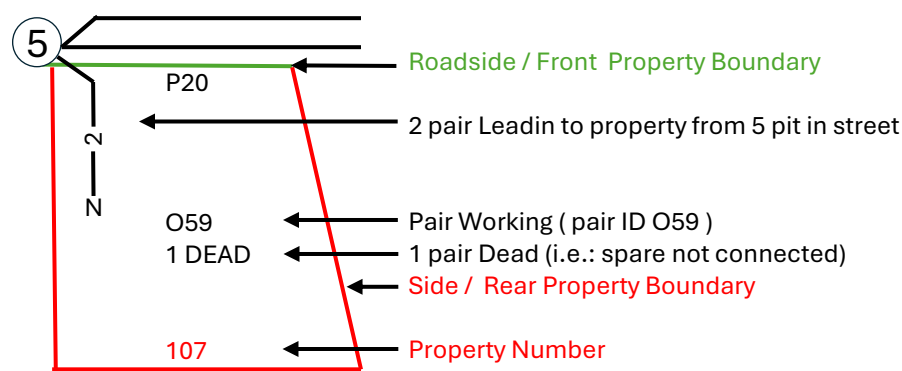 5
Roadside / Front Property Boundary
P20
2 pair Leadin to property from 5 pit in street
2
N
O59
Pair Working ( pair ID O59 )
1 DEAD
1 pair Dead (i.e.: spare not connected)
Side / Rear Property Boundary
107
Property Number